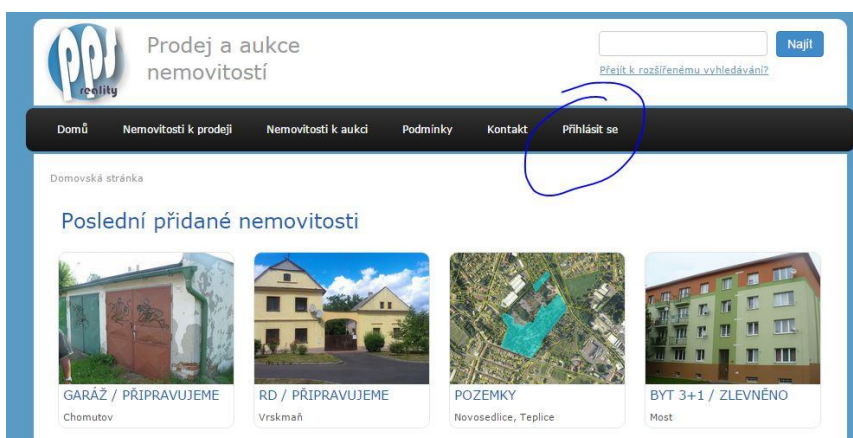 pps
reality
Prodej a aukce
nemovitostí
Najít
Přejít k rozšířenému vyhledávání?
Domů Nemovitosti k prodeji Nemovitosti k aukci Podmínky Kontakt Přihlásit se
Domovská stránka
Poslední přidané nemovitosti
GARÁŽ / PŘIPRAVUJEME
Chomutov
RD / PŘIPRAVUJEME
Vrskmaň
POZEMKY
Novosedlice, Teplice
BYT 3+1 / ZLEVNĚNO
Most